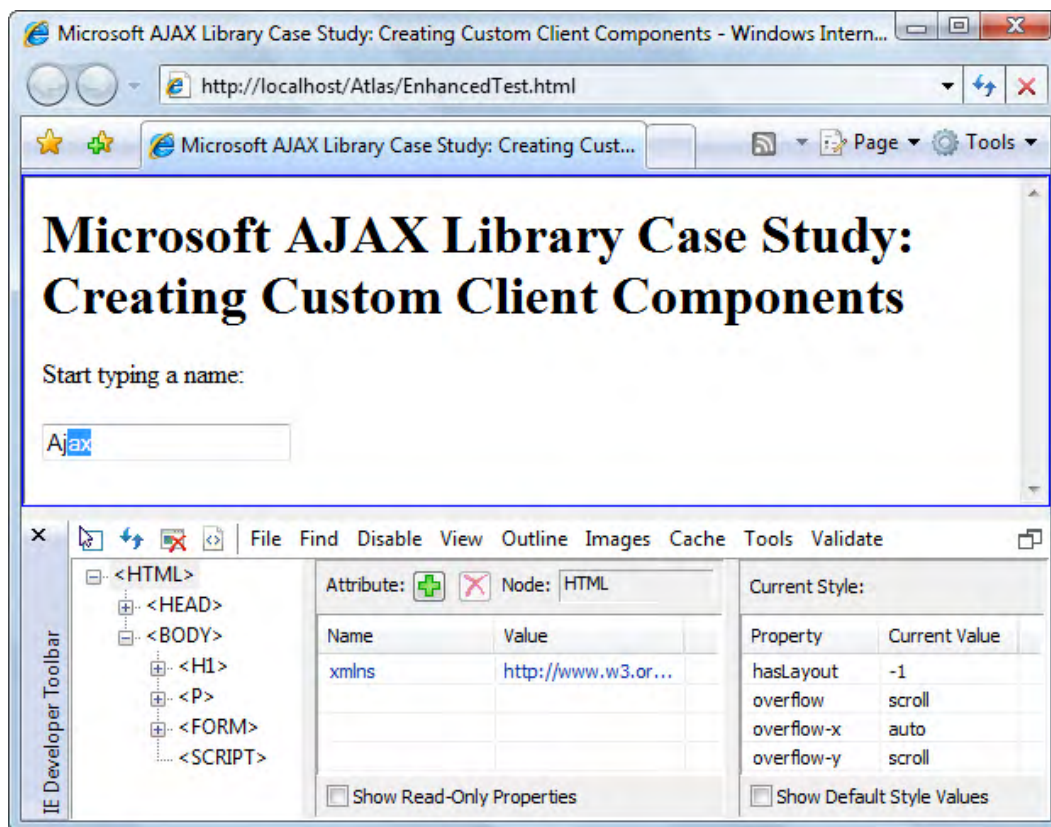 Microsoft AJAX Library Case Study: Creating Custom Client Components - Windows Intern...
http://localhost/Atlas/EnhancedTest.html
Microsoft AJAX Library Case Study: Creating Cust...
Page
Tools
Microsoft AJAX Library Case Study:
Creating Custom Client Components
Start typing a name:
Ajax
File Find Disable View Outline Images Cache Tools Validate
IE Developer Toolbar
<HTML>
<HEAD>
<BODY>
<H1>
<P>
<FORM>
<SCRIPT>
Attribute: Node: HTML
Name Value
xmlns http://www.w3.or...
Show Read-Only Properties
Current Style:
Property Current Value
hasLayout -1
overflow scroll
overflow-x auto
overflow-y scroll
Show Default Style Values